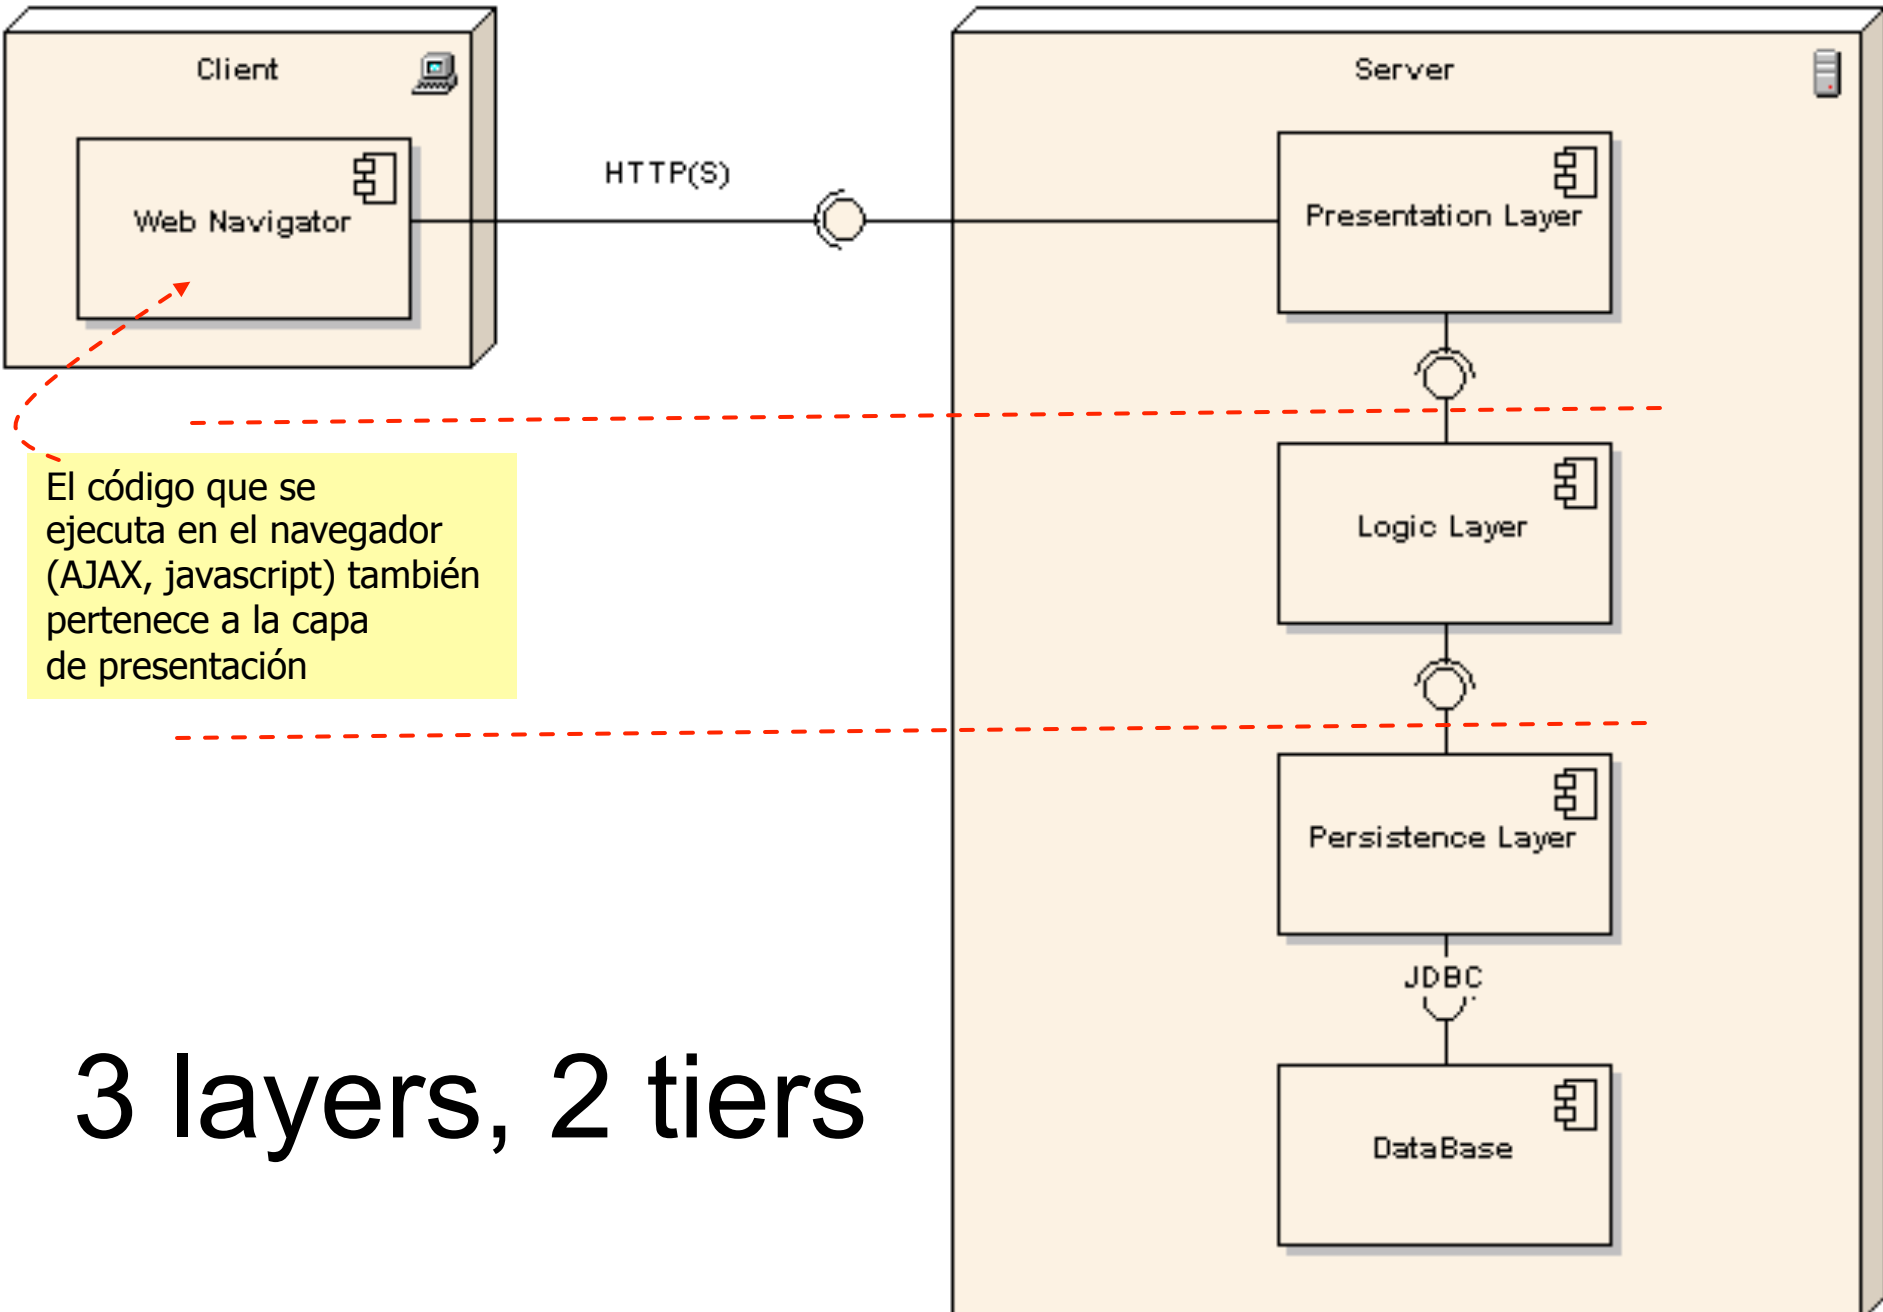 Client
Server
HTTP(S)
Web Navigator
Presentation Layer
El código que se
ejecuta en el navegador
(AJAX, javascript) también
pertenece a la capa
de presentación
Logic Layer
Persistence Layer
JDBC
3 layers, 2 tiers
DataBase